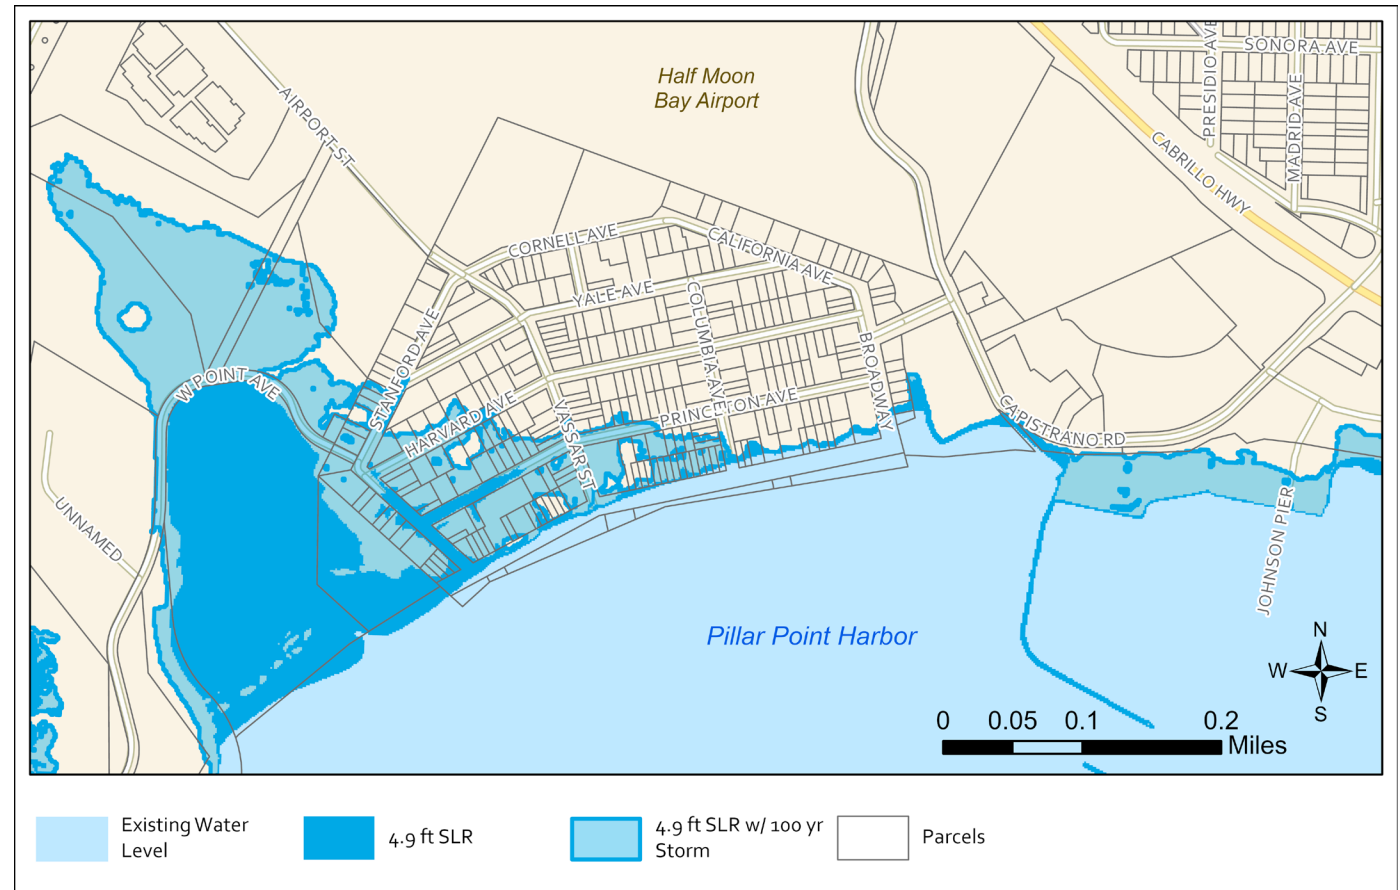 SONORA AVE
PRESIDIO AVE
MADRID AVE
Half Moon
Bay Airport
AIRPORT ST
CABRILLO HWY
CORNELL AVE
CALIFORNIA AVE
YALE AVE
COLUMBIA AVE
STANFORD AVE
BROADWAY
W POINT AVE
HARVARD AVE
PRINCETON AVE
VASSAR ST
CAPISTRANO RD
UNNAMED
JOHNSON PIER
Pillar Point Harbor
N
W E
S
0 0.05 0.1 0.2
Miles
Existing Water
Level
4.9 ft SLR
4.9 ft SLR w/ 100 yr
Storm
Parcels